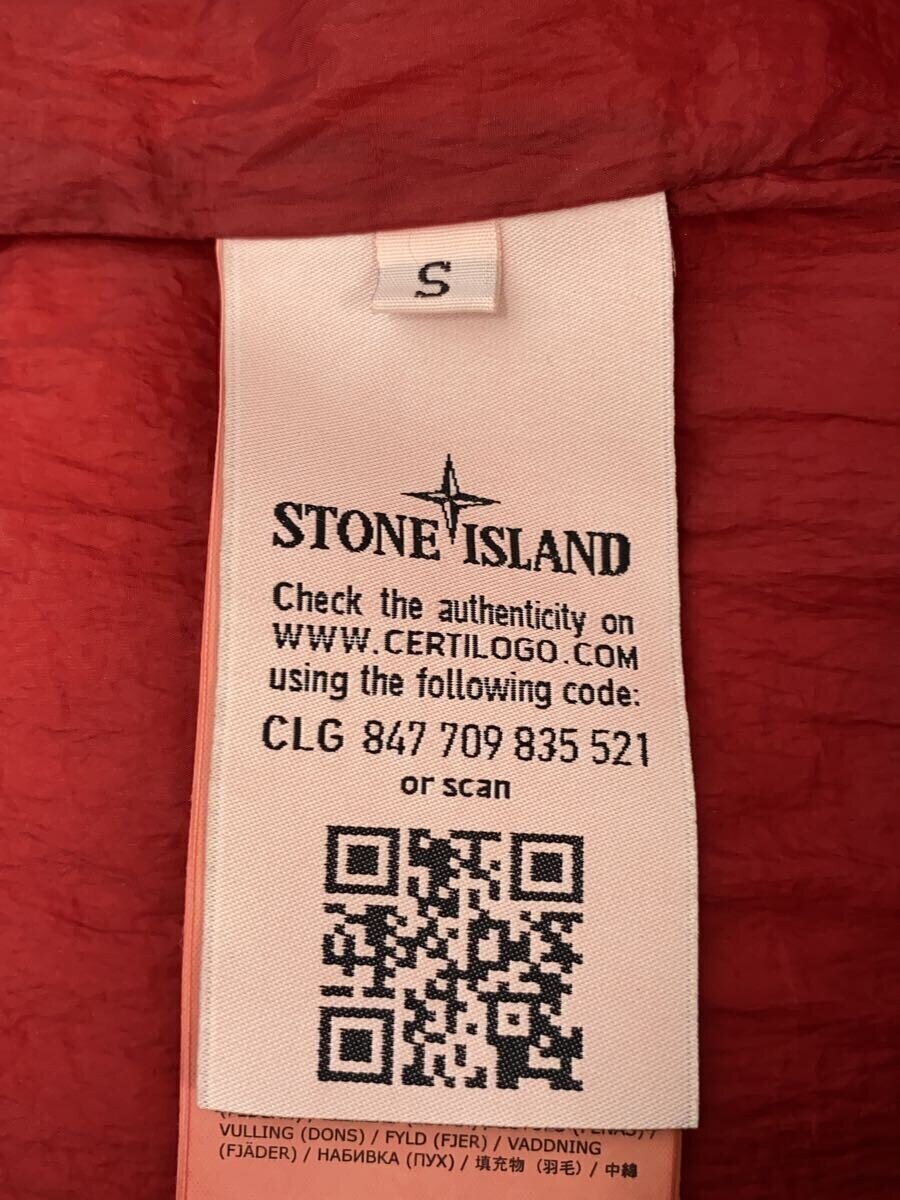 S
STONE ISLAND
Check the authenticity on
WWW.CERTILOGO.COM
using the following code:
CLG 847 709 835 521
or scan
VULLING (DONS) / FYLD (FJER) / VADDNING
(FJÄDER) / НАБИВКА (ПУХ) / 填充物 (羽毛) / 中綿